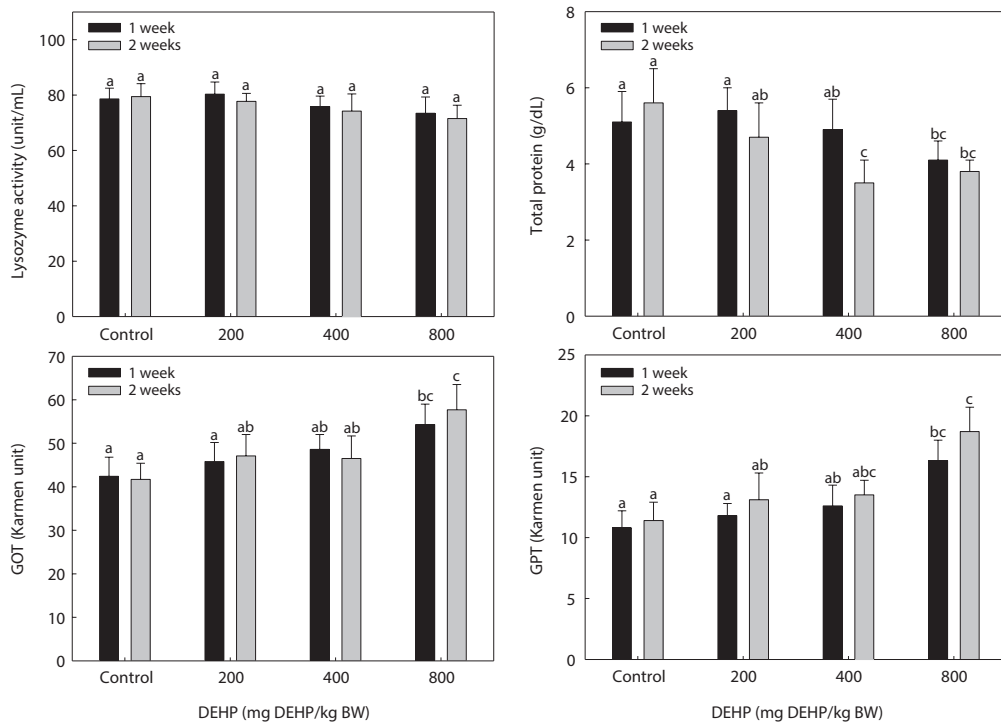 Lysozyme activity (unit/mL)
100
80
60
40
20
0
1 week
2 weeks
a a a a a a a a
Control 200 400 800
Total protein (g/dL)
8
6
4
2
0
1 week
2 weeks
a a a ab ab c bc bc
Control 200 400 800
GOT (Karmen unit)
70
60
50
40
30
20
10
0
1 week
2 weeks
a a a ab ab ab bc c
Control 200 400 800
DEHP (mg DEHP/kg BW)
GPT (Karmen unit)
25
20
15
10
5
0
1 week
2 weeks
a a a ab ab abc bc c
Control 200 400 800
DEHP (mg DEHP/kg BW)